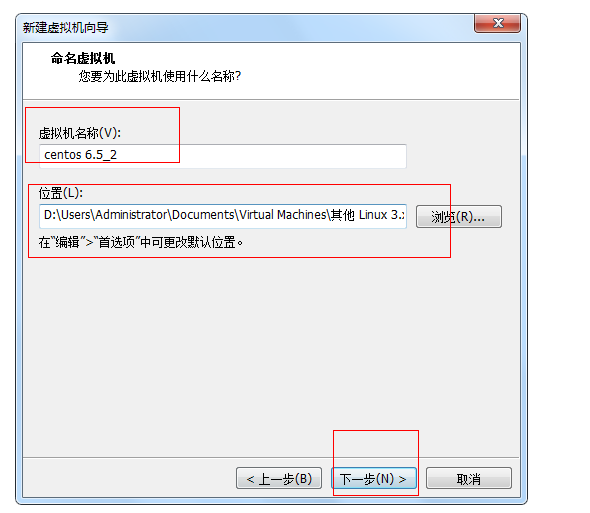 新建虚拟机向导
命名虚拟机
您要为此虚拟机使用什么名称?
虚拟机名称(V):
centos 6.5_2
位置(L):
D:\Users\Administrator\Documents\Virtual Machines\其他 Linux 3.x
浏览(R)...
在"编辑">"首选项"中可更改默认位置。
< 上一步(B)
下一步(N) >
取消